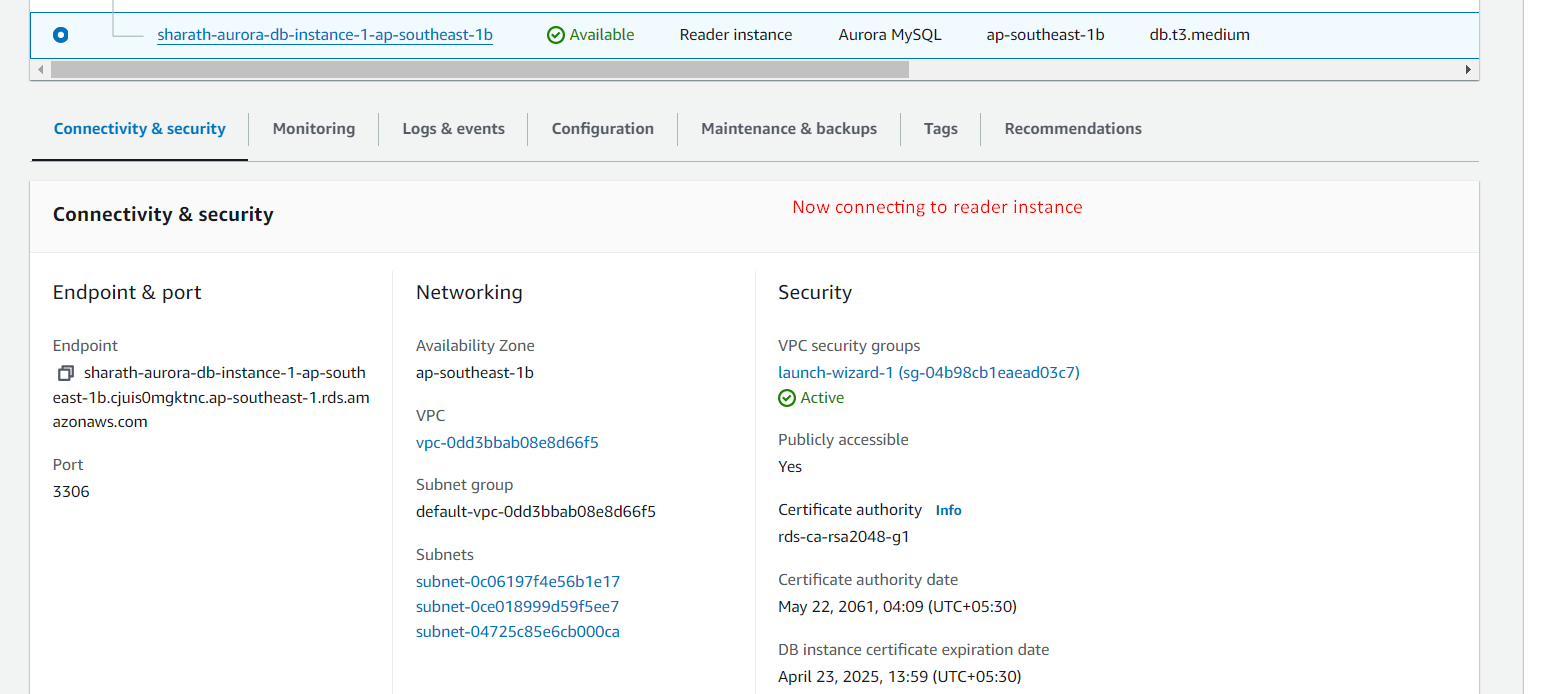 sharath-aurora-db-instance-1-ap-southeast-1b Available Reader instance Aurora MySQL ap-southeast-1b db.t3.medium
Connectivity & security Monitoring Logs & events Configuration Maintenance & backups Tags Recommendations
Connectivity & security
Now connecting to reader instance
Endpoint & port
Endpoint
sharath-aurora-db-instance-1-ap-south
east-1b.cjuis0mgktnc.ap-southeast-1.rds.am
azonaws.com
Port
3306
Networking
Availability Zone
ap-southeast-1b
VPC
vpc-0dd3bbab08e8d66f5
Subnet group
default-vpc-0dd3bbab08e8d66f5
Subnets
subnet-0c06197f4e56b1e17
subnet-0ce018999d59f5ee7
subnet-04725c85e6cb000ca
Security
VPC security groups
launch-wizard-1 (sg-04b98cb1eaead03c7)
Active
Publicly accessible
Yes
Certificate authority Info
rds-ca-rsa2048-g1
Certificate authority date
May 22, 2061, 04:09 (UTC+05:30)
DB instance certificate expiration date
April 23, 2025, 13:59 (UTC+05:30)